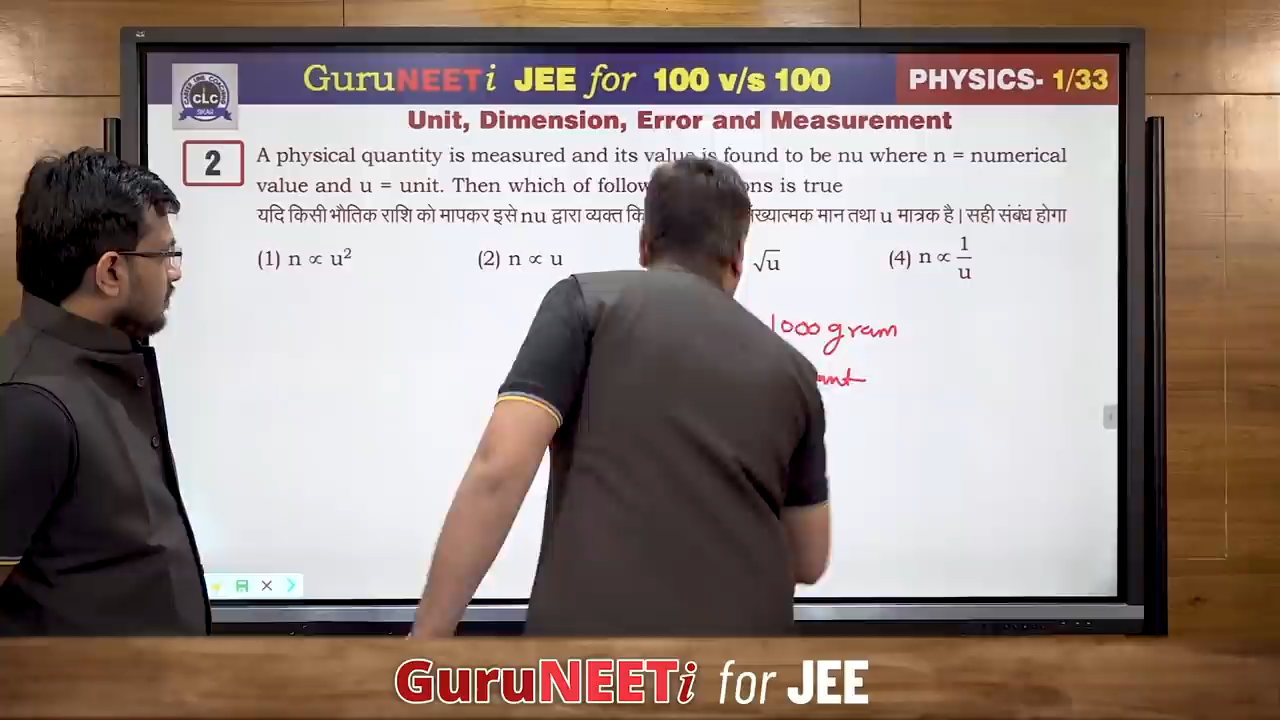 GuruNEETi JEE for 100 v/s 100
PHYSICS- 1/33
CLC
SIKAR
Unit, Dimension, Error and Measurement
2
A physical quantity is measured and its value is found to be nu where n = numerical
value and u = unit. Then which of follow ons is true
यदि किसी भौतिक राशि को मापकर इसे nu द्वारा व्यक्त कि ंख्यात्मक मान तथा u मात्रक है। सही संबंध होगा
(1) n ∝ u² (2) n ∝ u √u (4) n ∝ 1/u
1000 gram
GuruNEETi for JEE